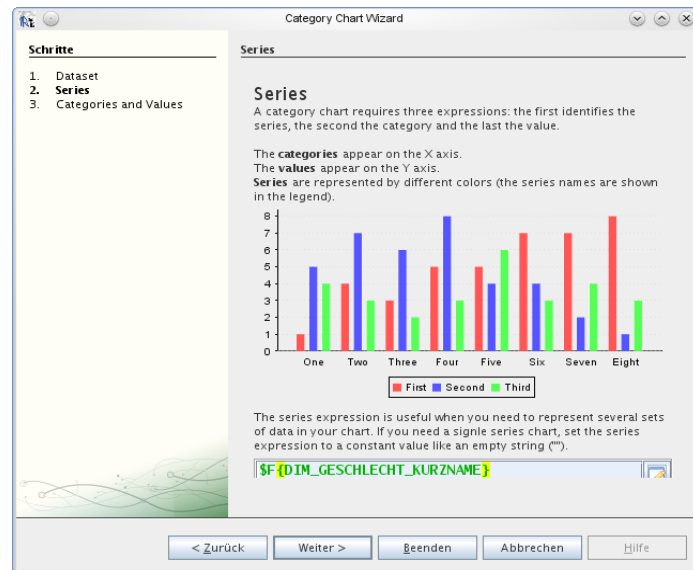 Category Chart Wizard
Schritte
1. Dataset
2. Series
3. Categories and Values
Series
Series
A category chart requires three expressions: the first identifies the
series, the second the category and the last the value.
The categories appear on the X axis.
The values appear on the Y axis.
Series are represented by different colors (the series names are shown
in the legend).
8
7
6
5
4
3
2
1
0
One Two Three Four Five Six Seven Eight
First Second Third
The series expression is useful when you need to represent several sets
of data in your chart. If you need a signle series chart, set the series
expression to a constant value like an empty string ("").
$F{DIM_GESCHLECHT_KURZNAME}
< Zurück Weiter > Beenden Abbrechen Hilfe